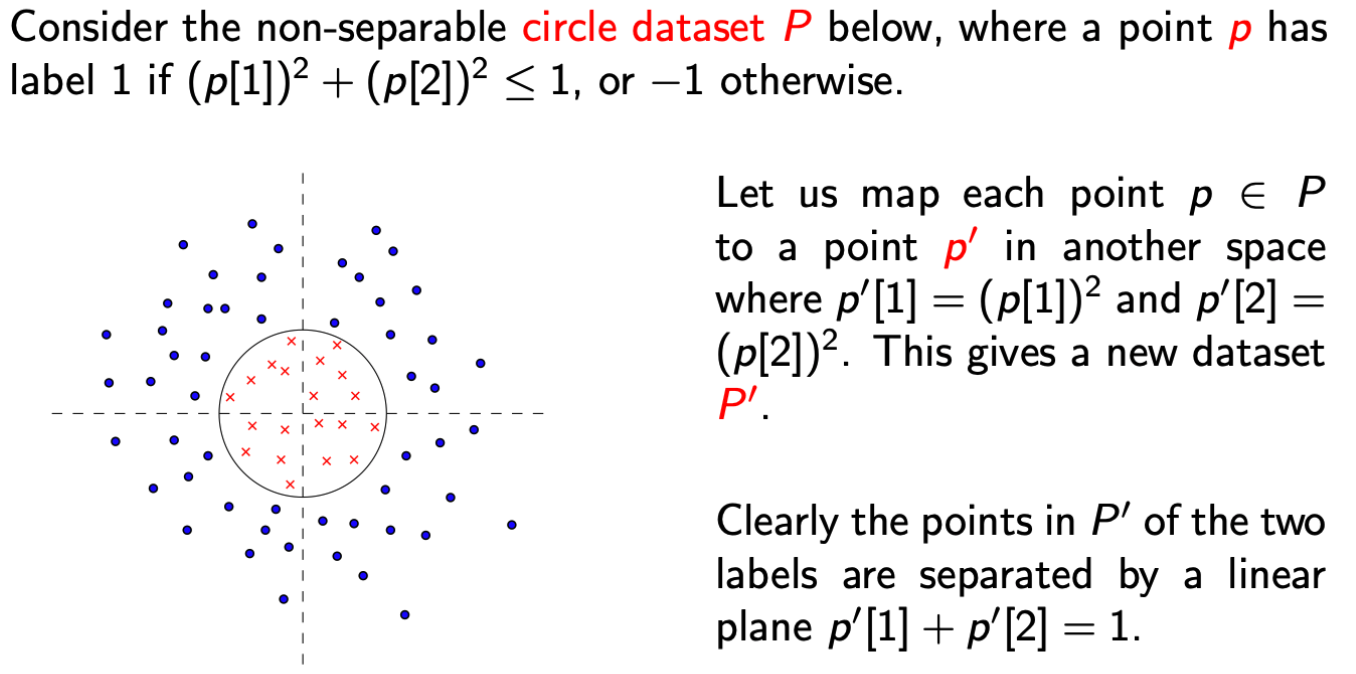 Consider the non-separable circle dataset P below, where a point p has
label 1 if (p[1])² + (p[2])² ≤ 1, or −1 otherwise.
Let us map each point p ∈ P
to a point p′ in another space
where p′[1] = (p[1])² and p′[2] =
(p[2])². This gives a new dataset
P′.
Clearly the points in P′ of the two
labels are separated by a linear
plane p′[1] + p′[2] = 1.